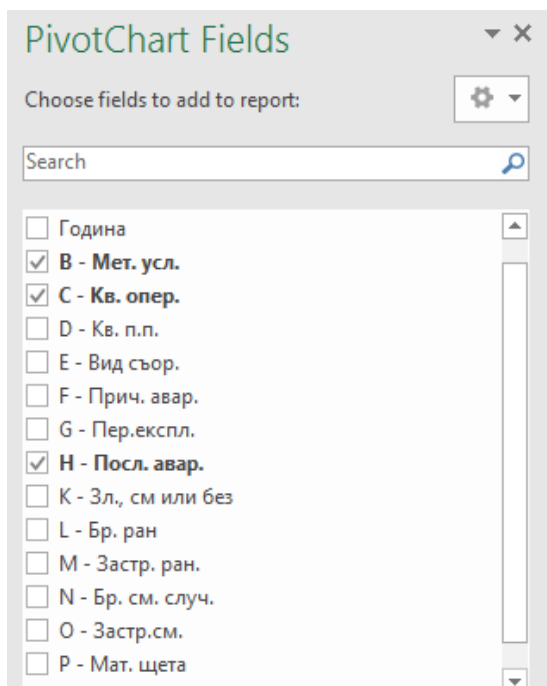 PivotChart Fields
Choose fields to add to report:
Search
Година
B - Мет. усл.
C - Кв. опер.
D - Кв. п.п.
E - Вид съор.
F - Прич. авар.
G - Пер.експл.
H - Посл. авар.
K - Зл., см или без
L - Бр. ран
M - Застр. ран.
N - Бр. см. случ.
O - Застр.см.
P - Мат. щета